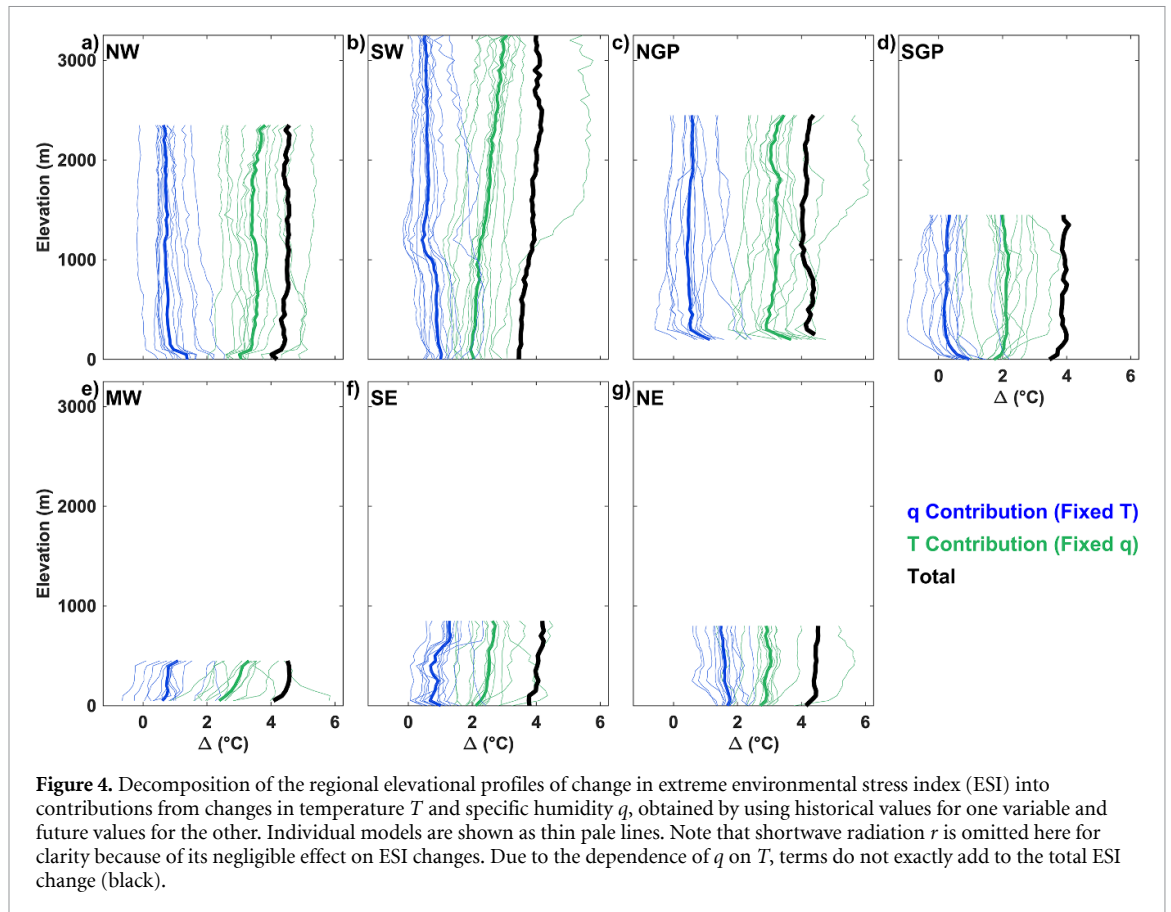 a) NW
b) SW
c) NGP
d) SGP
3000
2000
1000
0
Elevation (m)
0 2 4 6
Δ (°C)
e) MW
f) SE
g) NE
3000
2000
1000
0
Elevation (m)
0 2 4 6
0 2 4 6
0 2 4 6
Δ (°C)
Δ (°C)
Δ (°C)
q Contribution (Fixed T)
T Contribution (Fixed q)
Total
Figure 4. Decomposition of the regional elevational profiles of change in extreme environmental stress index (ESI) into
contributions from changes in temperature T and specific humidity q, obtained by using historical values for one variable and
future values for the other. Individual models are shown as thin pale lines. Note that shortwave radiation r is omitted here for
clarity because of its negligible effect on ESI changes. Due to the dependence of q on T, terms do not exactly add to the total ESI
change (black).